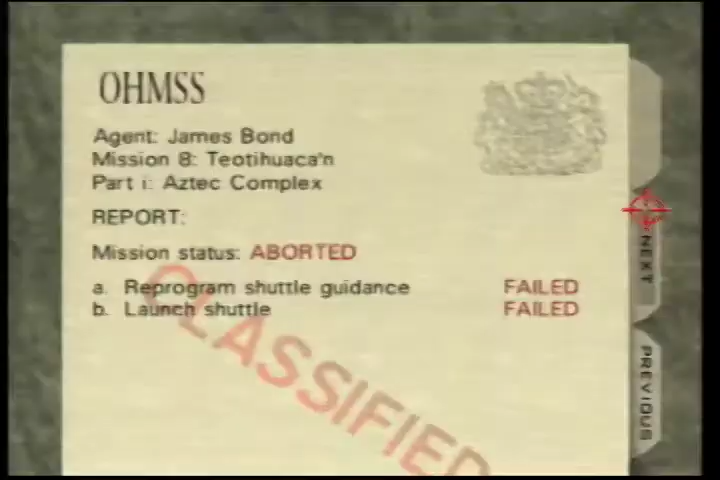 OHMSS
Agent: James Bond
Mission 8: Teotihuaca'n
Part i: Aztec Complex
REPORT:
Mission status: ABORTED
a. Reprogram shuttle guidance FAILED
b. Launch shuttle FAILED
CLASSIFIED
NEXT
PREVIOUS